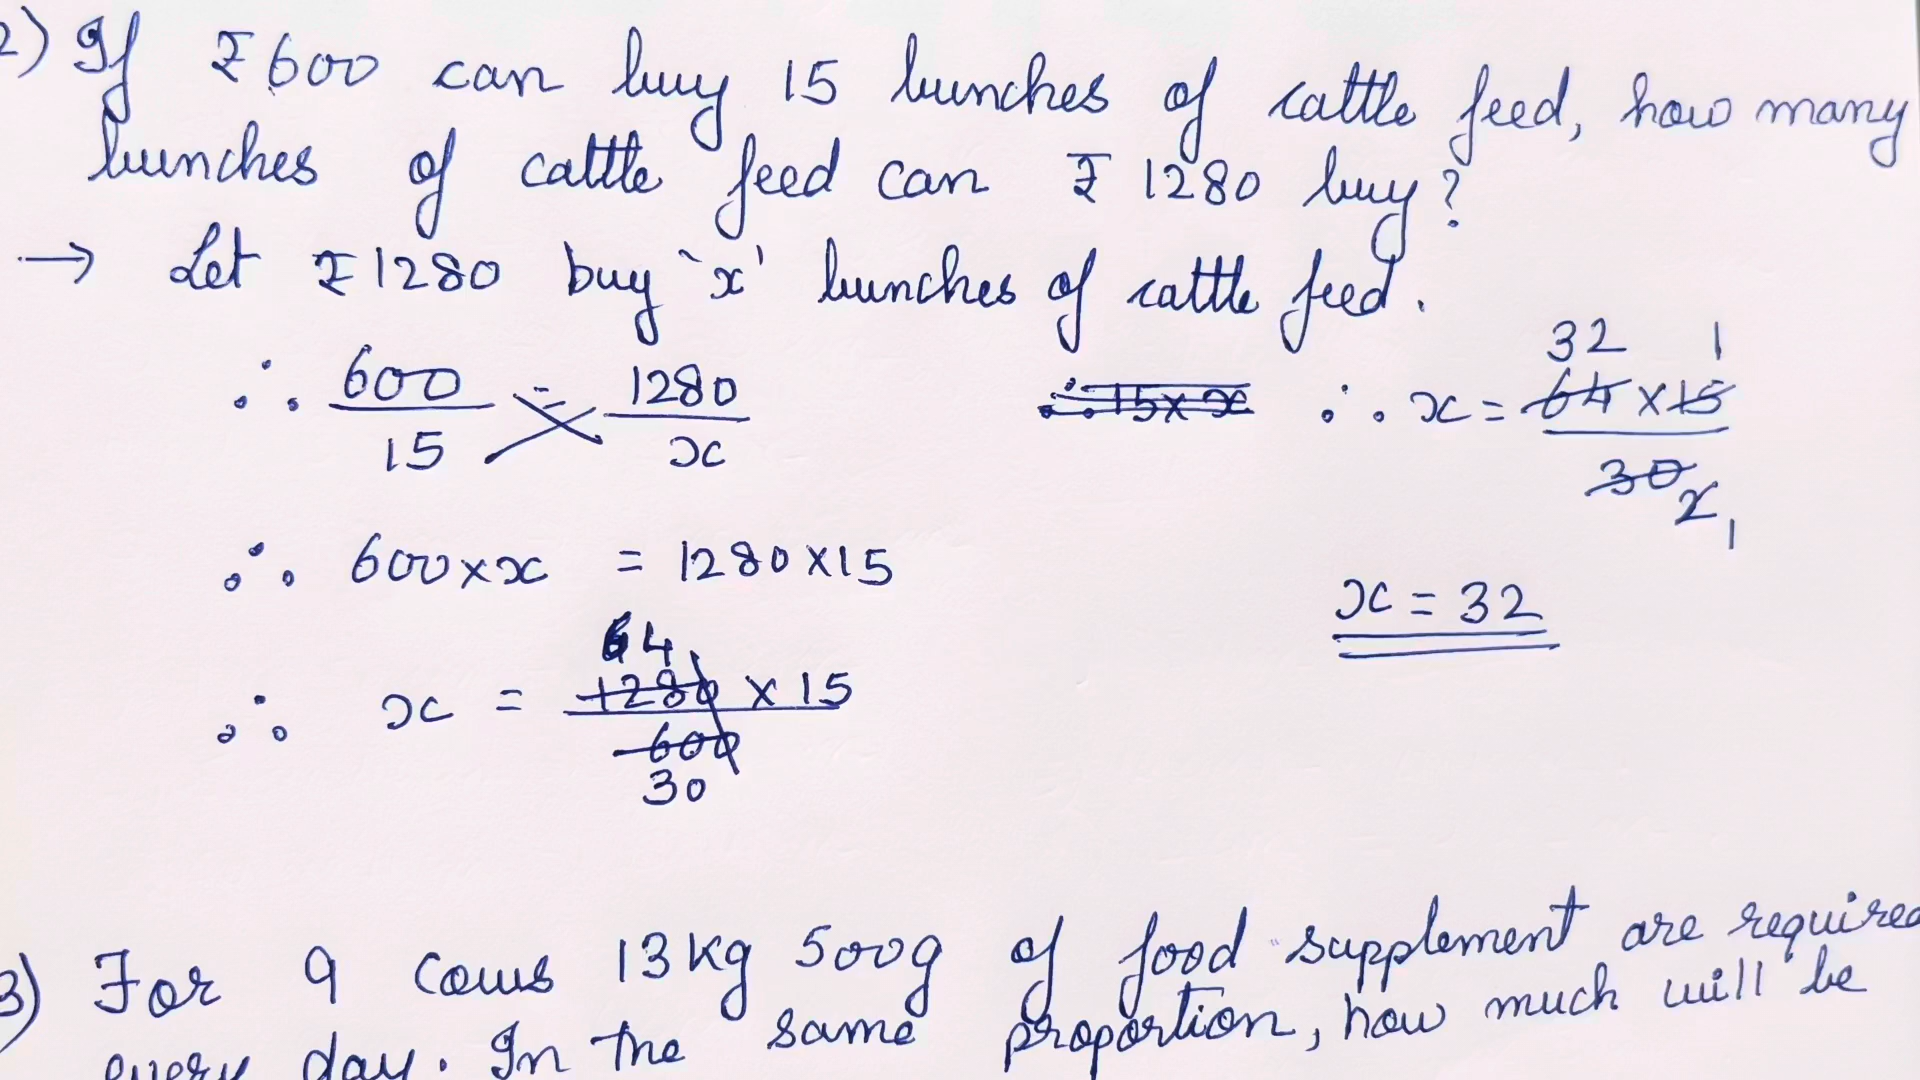 2) If ₹600 can buy 15 bunches of cattle feed, how many
bunches of cattle feed can ₹ 1280 buy?
→ Let ₹1280 buy 'x' bunches of cattle feed.
∴ 600/15 = 1280/x
∴ 600 x x = 1280 x 15
64
∴ x = 1280 x 15 / 600
30
∴ 15 x x
32 1
∴ x = 64 x 15 / 30
2 1
x = 32
3) For 9 cows 13kg 500g of food supplement are required
every day. In the same proportion, how much will be